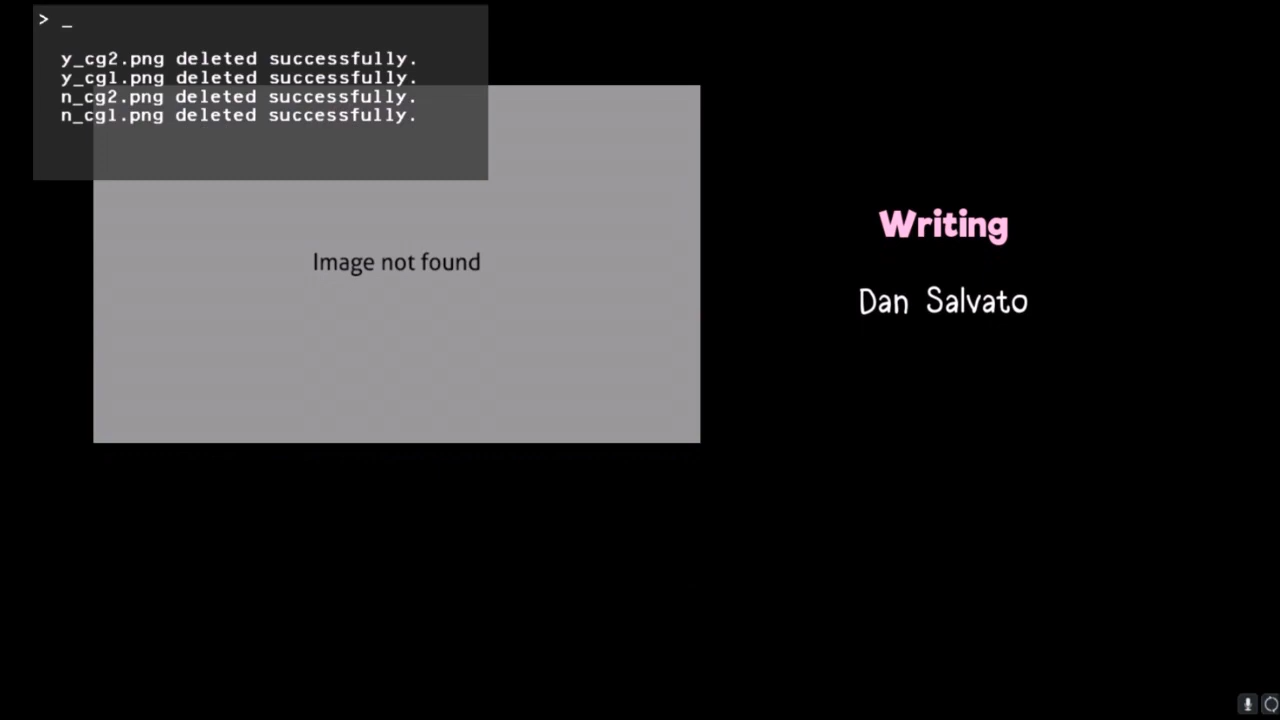 > _
y_cg2.png deleted successfully.
y_cg1.png deleted successfully.
n_cg2.png deleted successfully.
n_cg1.png deleted successfully.
Image not found
Writing
Dan Salvato